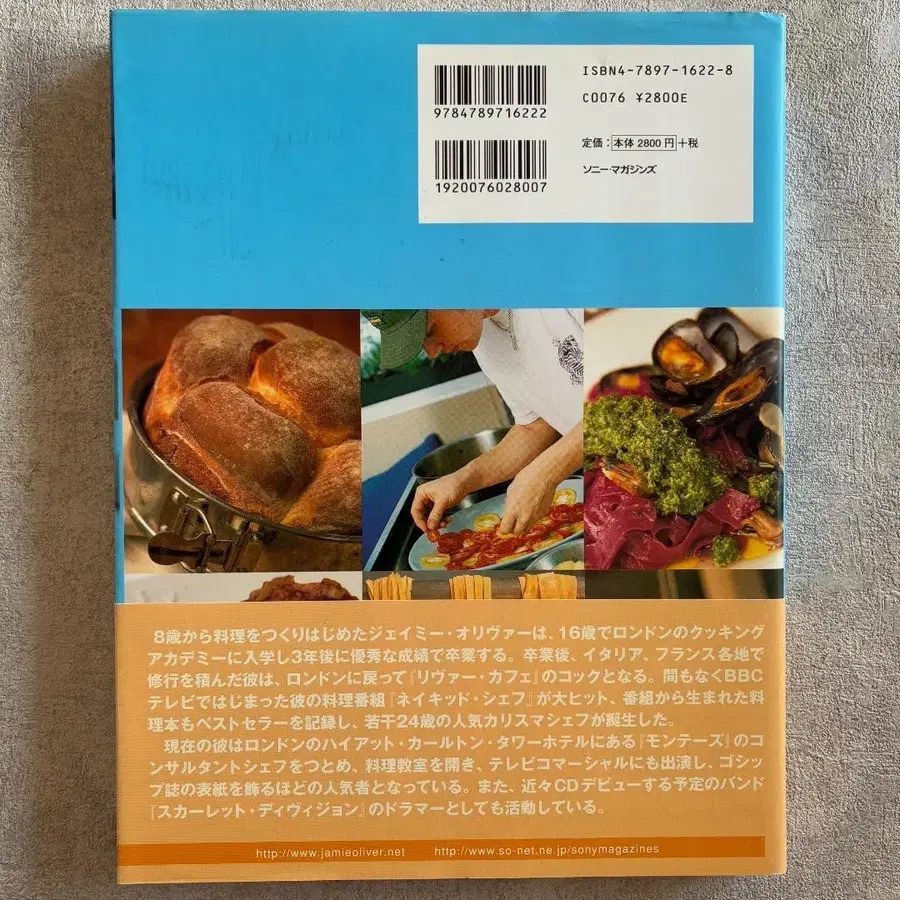 ISBN4-7897-1622-8
C0076 ¥2800E
9784789716222
定価：本体 2800 円+税
1920076028007
ソニー・マガジンズ
8歳から料理をつくりはじめたジェイミー・オリヴァーは、16歳でロンドンのクッキング
アカデミーに入学し3年後に優秀な成績で卒業する。卒業後、イタリア、フランス各地で
修行を積んだ彼は、ロンドンに戻って『リヴァー・カフェ』のコックとなる。間もなくBBC
テレビではじまった彼の料理番組『ネイキッド・シェフ』が大ヒット、番組から生まれた料
理本もベストセラーを記録し、若干24歳の人気カリスマシェフが誕生した。
現在の彼はロンドンのハイアット・カールトン・タワーホテルにある『モンテーズ』のコ
ンサルタントシェフをつとめ、料理教室を開き、テレビコマーシャルにも出演し、ゴシッ
プ誌の表紙を飾るほどの人気者となっている。また、近々CDデビューする予定のバンド
『スカーレット・ディヴィジョン』のドラマーとしても活動している。
http://www.jamieoliver.net http://www.so-net.ne.jp/sonymagazines